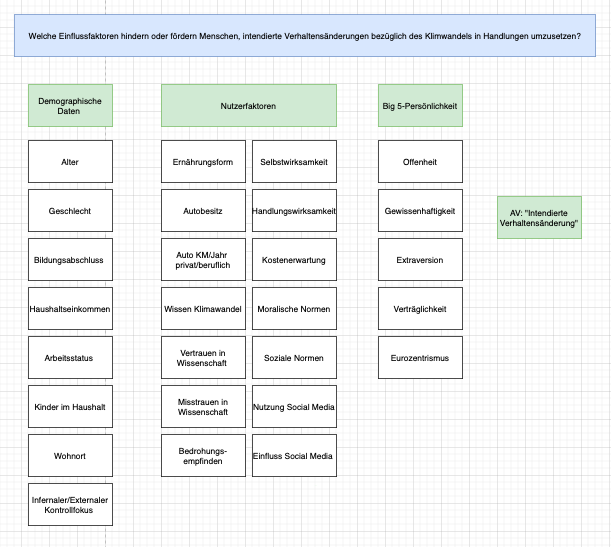 Welche Einflussfaktoren hindern oder fördern Menschen, intendierte Verhaltensänderungen bezüglich des Klimwandels in Handlungen umzusetzen?
Demographische
Daten
Alter
Geschlecht
Bildungsabschluss
Haushaltseinkommen
Arbeitsstatus
Kinder im Haushalt
Wohnort
Infernaler/Externaler
Kontrollfokus
Nutzerfaktoren
Ernährungsform
Autobesitz
Auto KM/Jahr
privat/beruflich
Wissen Klimawandel
Vertrauen in
Wissenschaft
Misstrauen in
Wissenschaft
Bedrohungs-
empfinden
Selbstwirksamkeit
Handlungswirksamkeit
Kostenerwartung
Moralische Normen
Soziale Normen
Nutzung Social Media
Einfluss Social Media
Big 5-Persönlichkeit
Offenheit
Gewissenhaftigkeit
Extraversion
Verträglichkeit
Eurozentrismus
AV: "Intendierte
Verhaltensänderung"